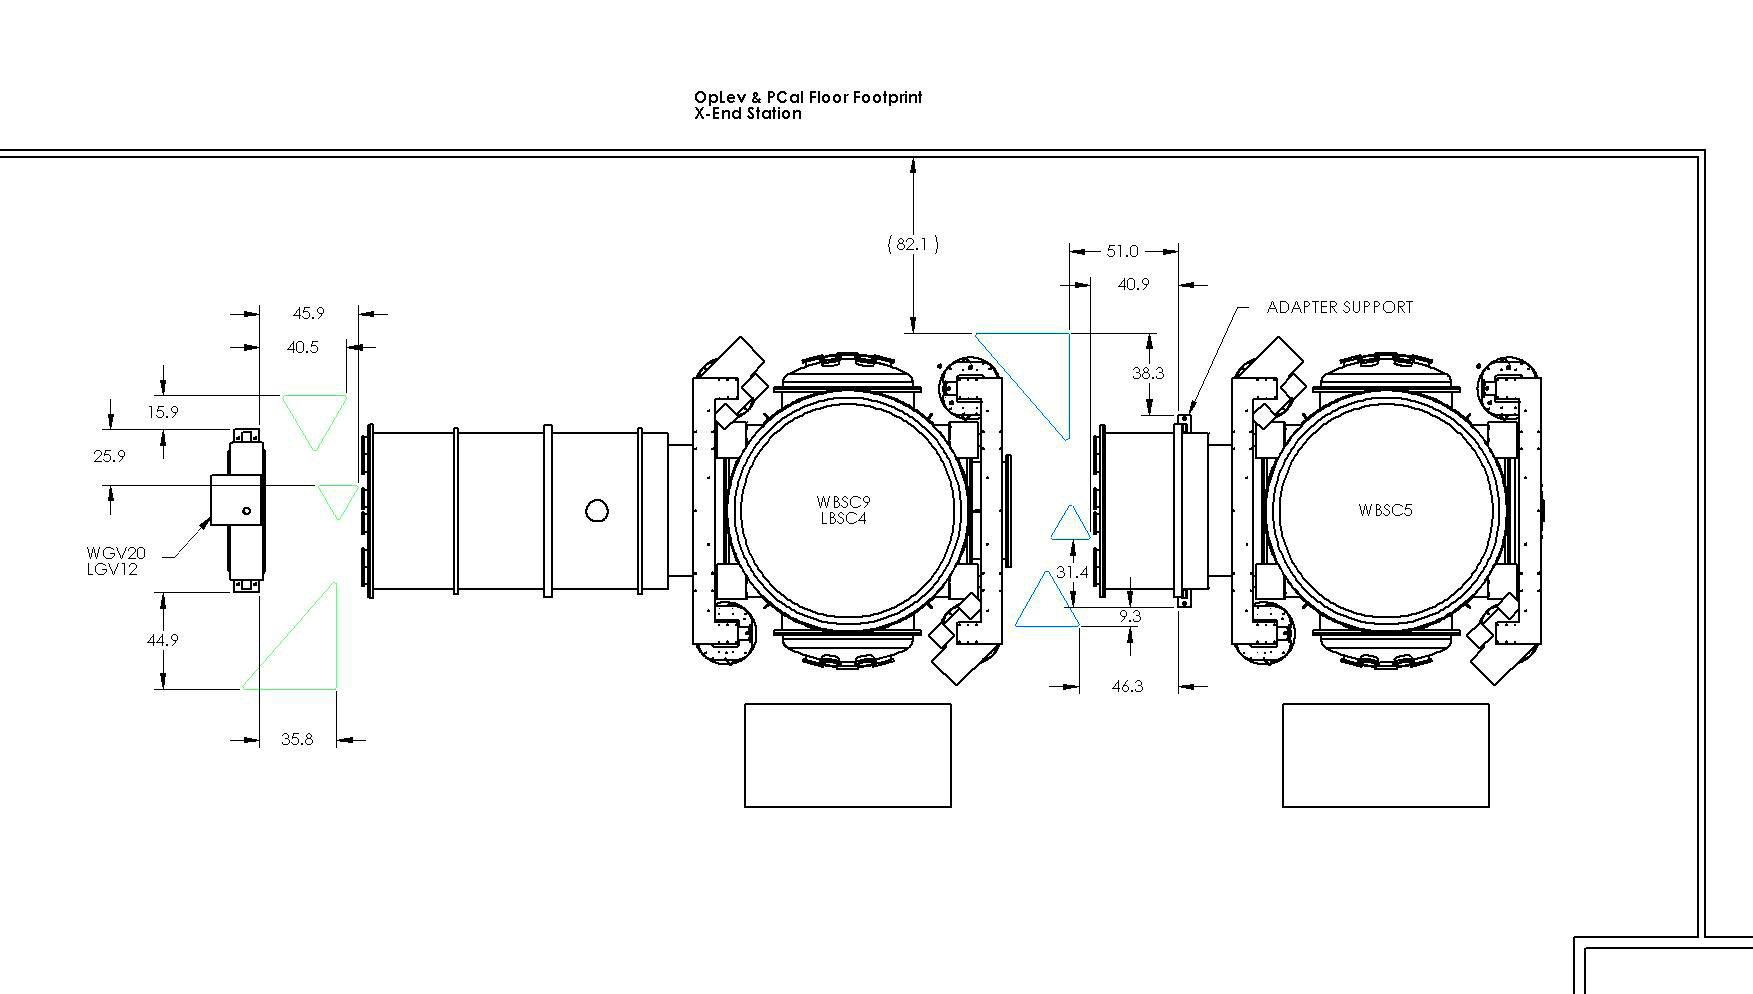 OpLev & PCal Floor Footprint
X-End Station
( 82.1 )
51.0
40.9
ADAPTER SUPPORT
45.9
40.5
38.3
15.9
25.9
WBSC9
LBSC4
WBSC5
WGV20
LGV12
31.4
9.3
44.9
46.3
35.8